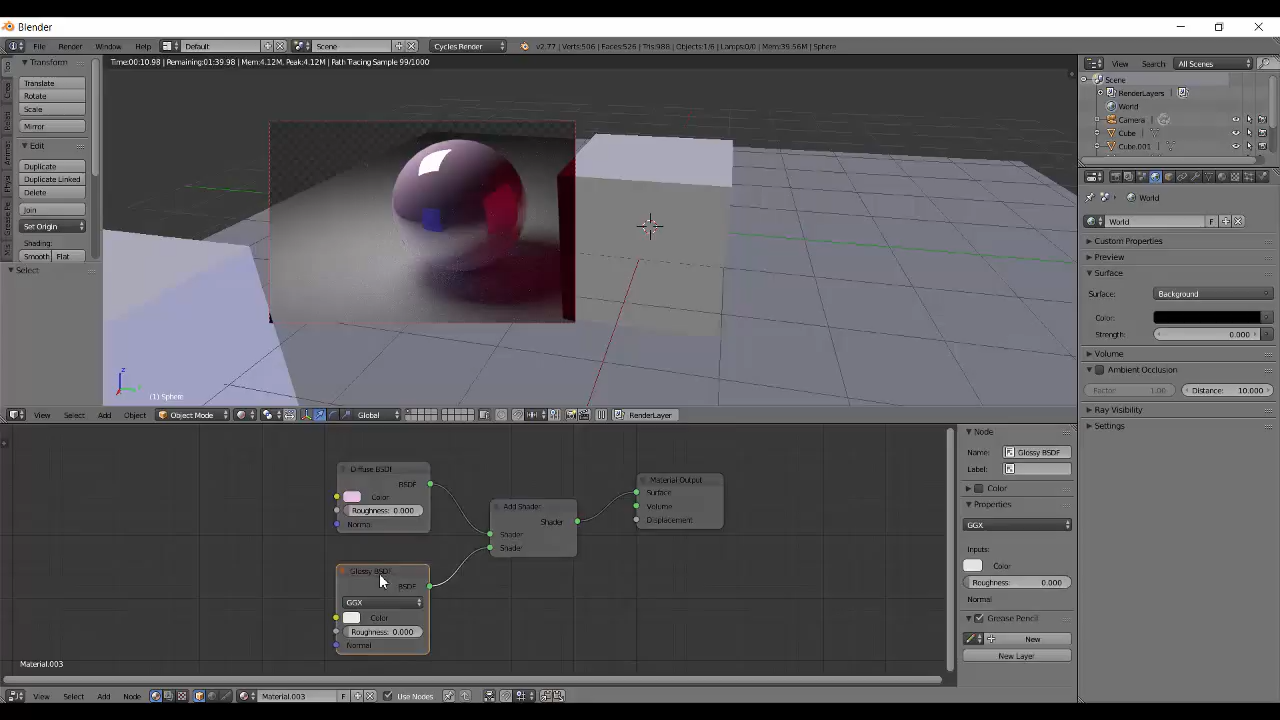 Blender
File Render Window Help Default Scene Cycles Render v2.77 | Verts:506 | Faces:526 | Tris:988 | Objects:1/6 | Lamps:0/0 | Mem:39.56M | Sphere
View Search All Scenes
Time:00:10.98 | Remaining:01:39.98 | Mem:4.12M, Peak:4.12M | Path Tracing Sample 99/1000
Transform
Translate
Rotate
Scale
Mirror
Edit
Duplicate
Duplicate Linked
Delete
Join
Set Origin
Shading:
Smooth Flat
Select
Scene
RenderLayers
World
Camera
Cube
Cube.001
World
World F
Custom Properties
Preview
Surface
Surface: Background
Color:
Strength: 0.000
Volume
Ambient Occlusion
Factor: 1.00 Distance: 10.000
Ray Visibility
Settings
(1) Sphere
View Select Add Object Object Mode Global RenderLayer
Diffuse BSDF
BSDF
Color
Roughness: 0.000
Normal
Glossy BSDF
BSDF
GGX
Color
Roughness: 0.000
Normal
Add Shader
Shader
Shader
Shader
Material Output
Surface
Volume
Displacement
Node
Name: Glossy BSDF
Label:
Color
Properties
GGX
Inputs:
Color
Roughness: 0.000
Normal
Grease Pencil
New
New Layer
Material.003
View Select Add Node Material.003 F Use Nodes